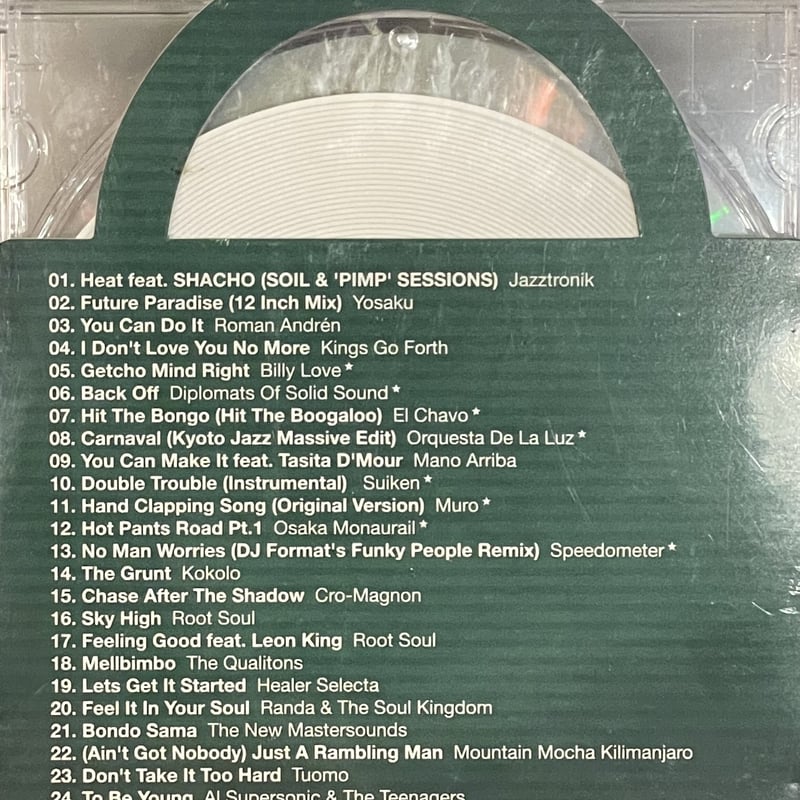 01. Heat feat. SHACHO (SOIL & 'PIMP' SESSIONS) Jazztronik
02. Future Paradise (12 Inch Mix) Yosaku
03. You Can Do It Roman Andrén
04. I Don't Love You No More Kings Go Forth
05. Getcho Mind Right Billy Love★
06. Back Off Diplomats Of Solid Sound★
07. Hit The Bongo (Hit The Boogaloo) El Chavo★
08. Carnaval (Kyoto Jazz Massive Edit) Orquesta De La Luz★
09. You Can Make It feat. Tasita D'Mour Mano Arriba
10. Double Trouble (Instrumental) Suiken★
11. Hand Clapping Song (Original Version) Muro★
12. Hot Pants Road Pt.1 Osaka Monaurail★
13. No Man Worries (DJ Format's Funky People Remix) Speedometer★
14. The Grunt Kokolo
15. Chase After The Shadow Cro-Magnon
16. Sky High Root Soul
17. Feeling Good feat. Leon King Root Soul
18. Mellbimbo The Qualitons
19. Lets Get It Started Healer Selecta
20. Feel It In Your Soul Randa & The Soul Kingdom
21. Bondo Sama The New Mastersounds
22. (Ain't Got Nobody) Just A Rambling Man Mountain Mocha Kilimanjaro
23. Don't Take It Too Hard Tuomo
24. To Be Young Al Supersonic & The Teenagers